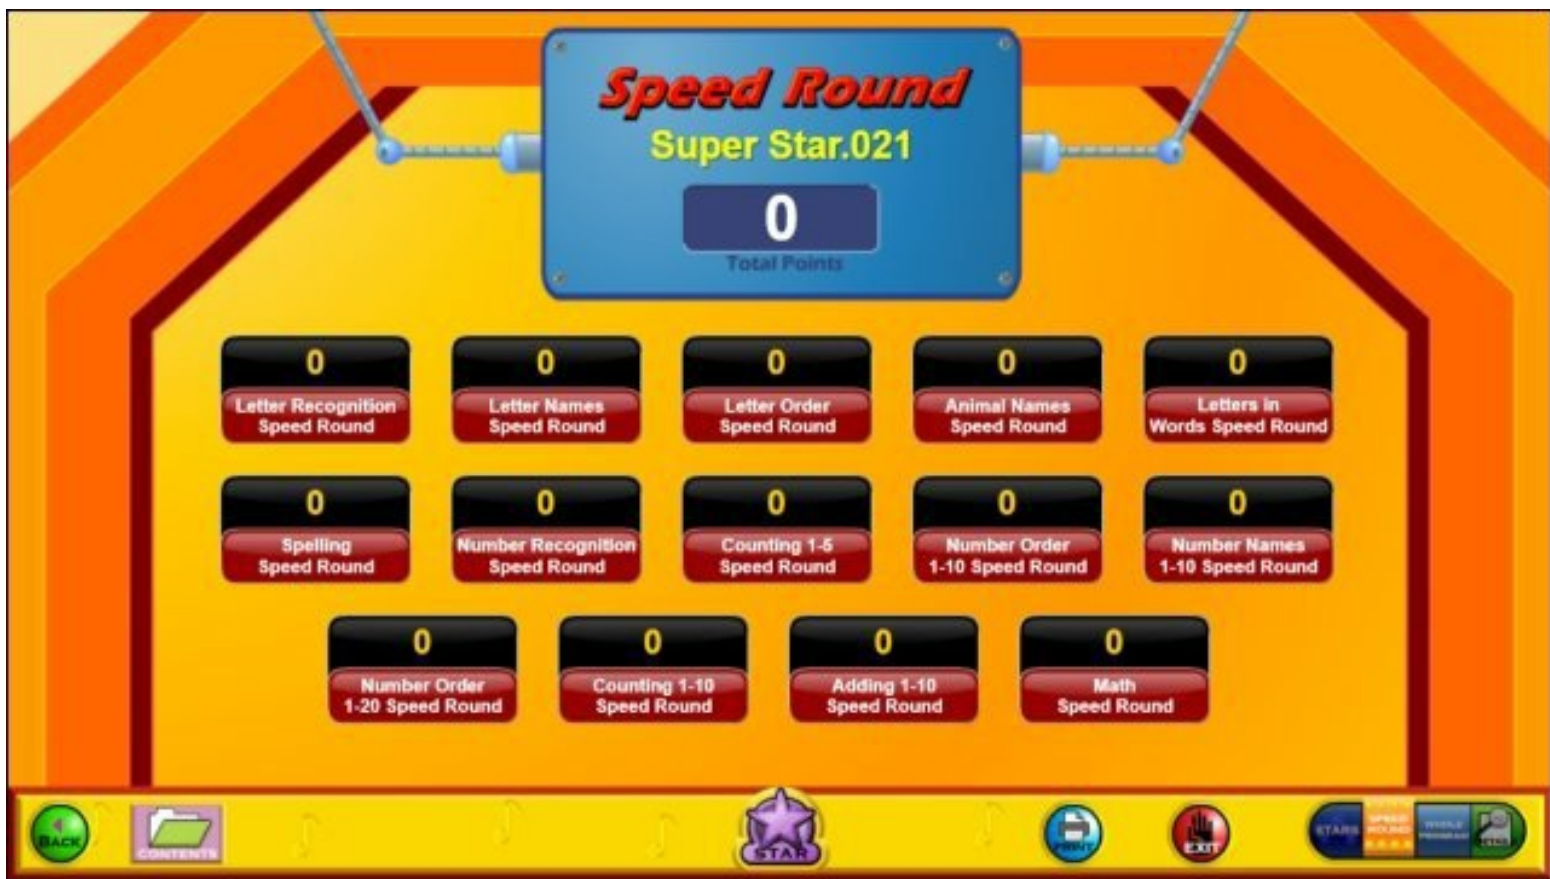 Speed Round
Super Star.021
0
Total Points
0
Letter Recognition
Speed Round
0
Letter Names
Speed Round
0
Letter Order
Speed Round
0
Animal Names
Speed Round
0
Letters in
Words Speed Round
0
Spelling
Speed Round
0
Number Recognition
Speed Round
0
Counting 1-5
Speed Round
0
Number Order
1-10 Speed Round
0
Number Names
1-10 Speed Round
0
Number Order
1-20 Speed Round
0
Counting 1-10
Speed Round
0
Adding 1-10
Speed Round
0
Math
Speed Round
BACK
CONTENTS
STAR
PRINT
EXIT
STARS
SPEED
ROUND
WHOLE
PROGRAM